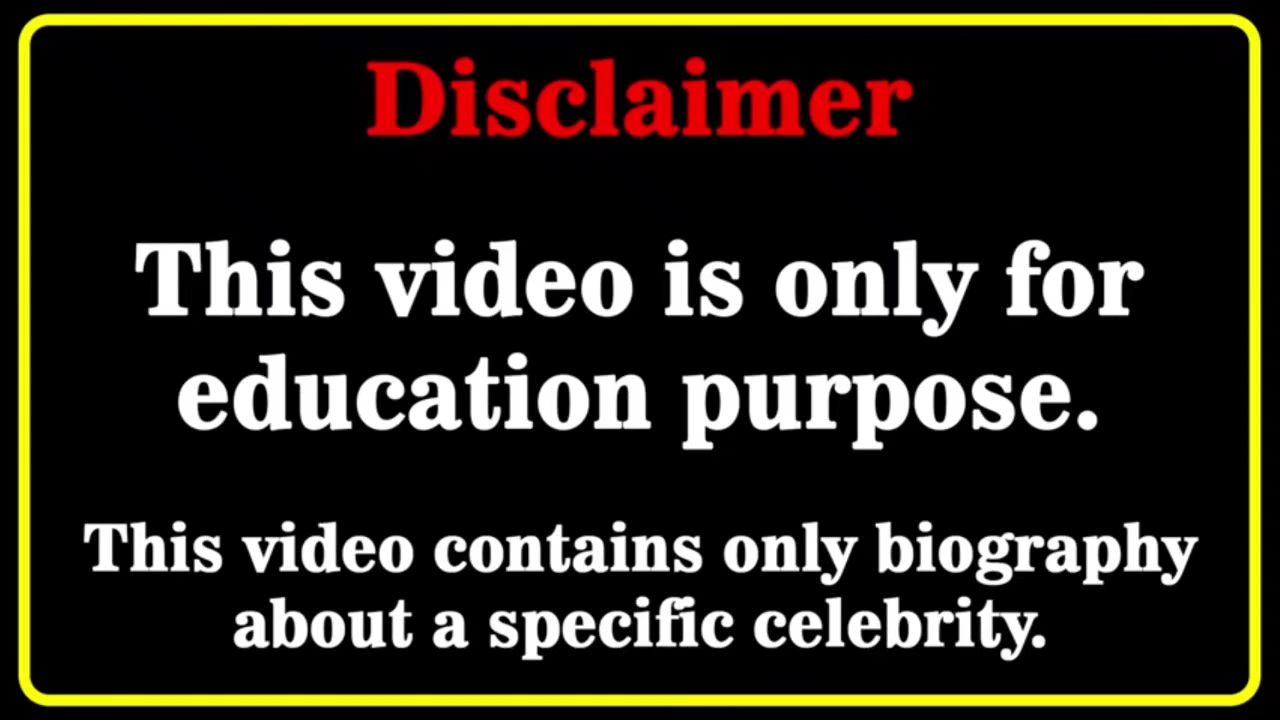 Disclaimer
This video is only for
education purpose.
This video contains only biography
about a specific celebrity.